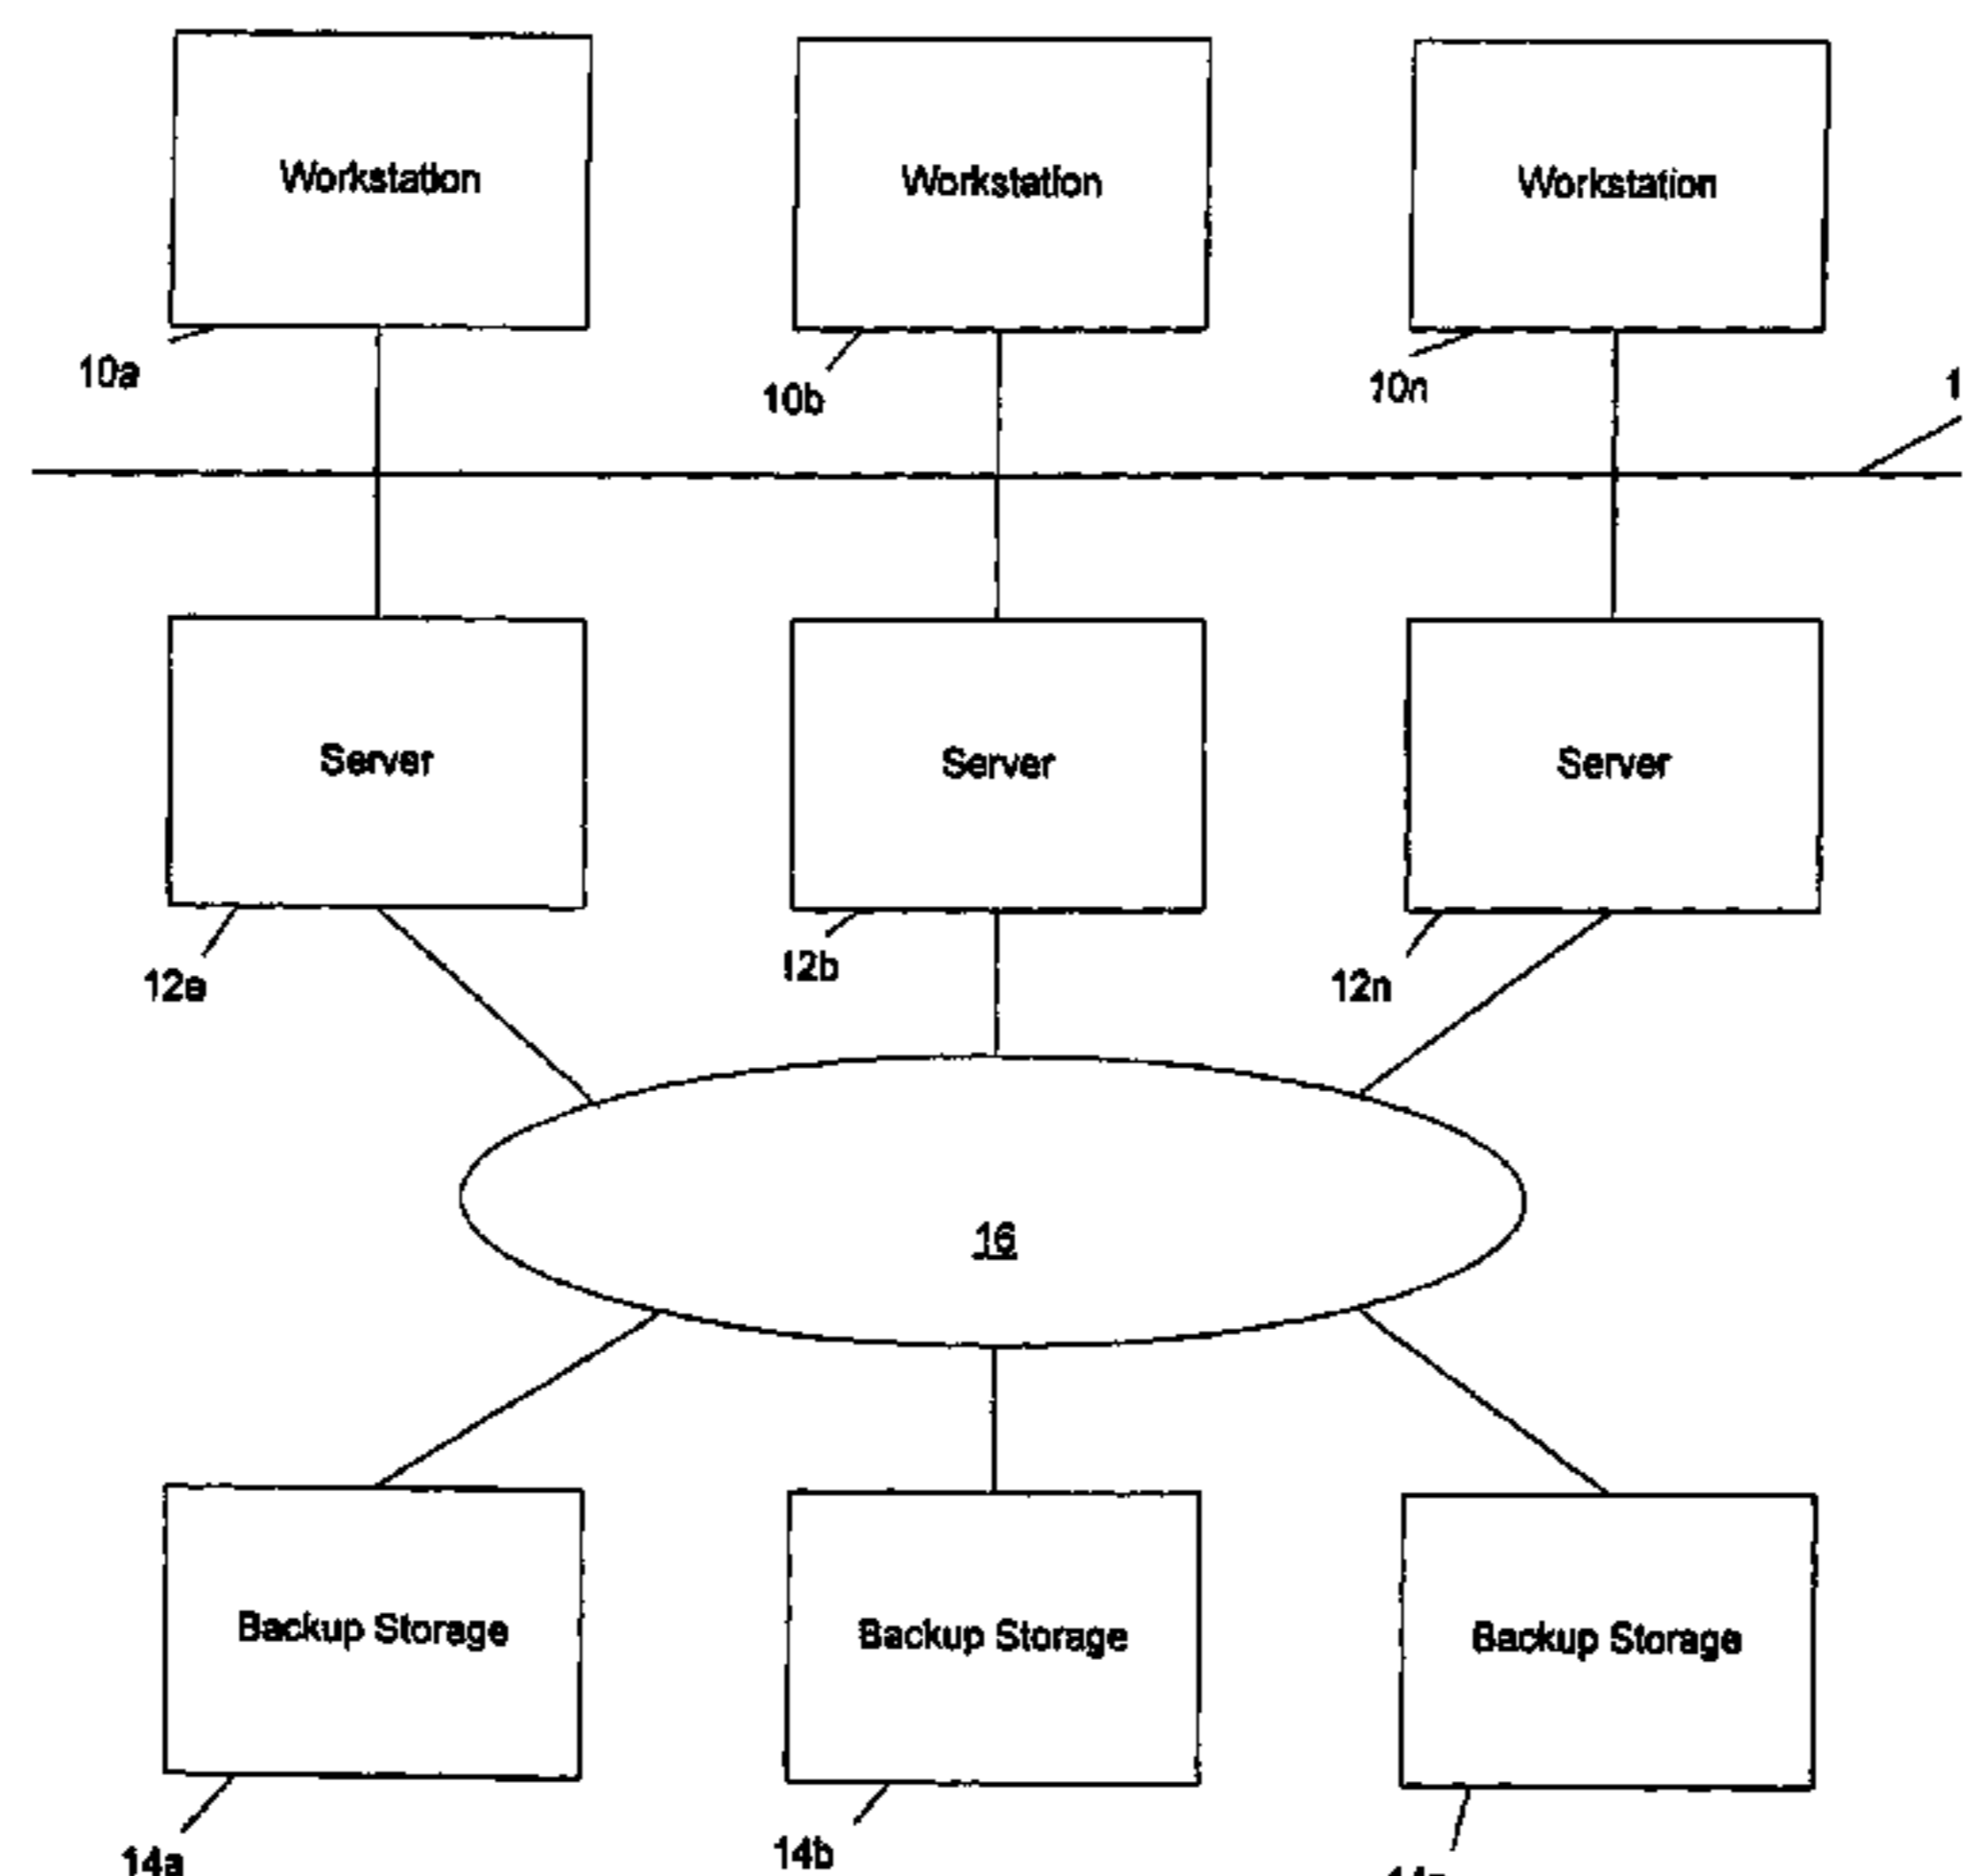 Workstation
Workstation
Workstation
10a
10b
10n
Server
Server
Server
12a
12b
12n
16
Backup Storage
Backup Storage
Backup Storage
14a
14b